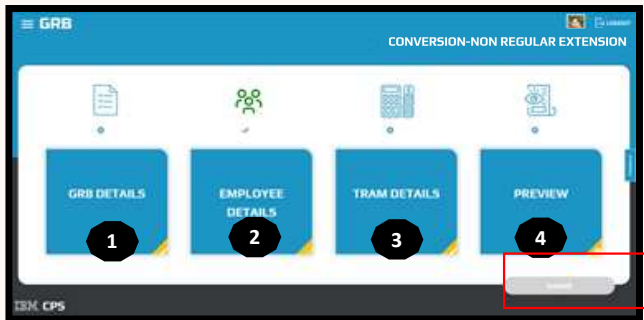 GRB
CONVERSION-NON REGULAR EXTENSION
GRB DETAILS
EMPLOYEE
DETAILS
TRAM DETAILS
PREVIEW
1
2
3
4
IBM CPS